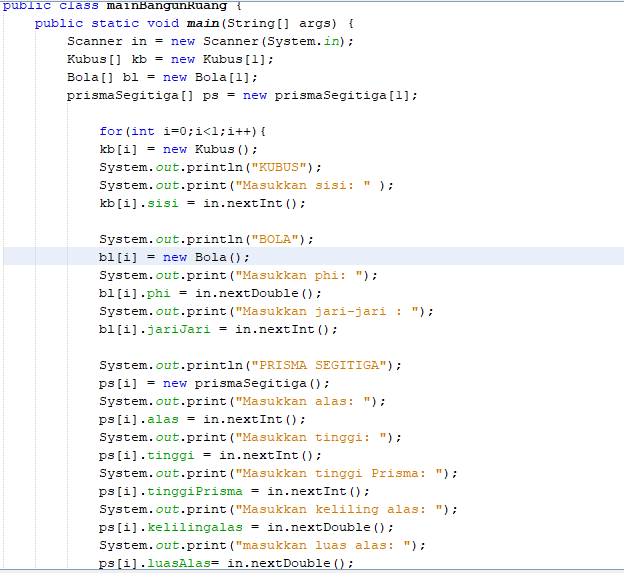 public class mainBangunRuang {
public static void main(String[] args) {
Scanner in = new Scanner(System.in);
Kubus[] kb = new Kubus[1];
Bola[] bl = new Bola[1];
prismaSegitiga[] ps = new prismaSegitiga[1];
for(int i=0;i<1;i++){
kb[i] = new Kubus();
System.out.println("KUBUS");
System.out.print("Masukkan sisi: " );
kb[i].sisi = in.nextInt();
System.out.println("BOLA");
bl[i] = new Bola();
System.out.print("Masukkan phi: ");
bl[i].phi = in.nextDouble();
System.out.print("Masukkan jari-jari : ");
bl[i].jariJari = in.nextInt();
System.out.println("PRISMA SEGITIGA");
ps[i] = new prismaSegitiga();
System.out.print("Masukkan alas: ");
ps[i].alas = in.nextInt();
System.out.print("Masukkan tinggi: ");
ps[i].tinggi = in.nextInt();
System.out.print("Masukkan tinggi Prisma: ");
ps[i].tinggiPrisma = in.nextInt();
System.out.print("Masukkan keliling alas: ");
ps[i].kelilingalas = in.nextDouble();
System.out.print("masukkan luas alas: ");
ps[i].luasAlas= in.nextDouble();